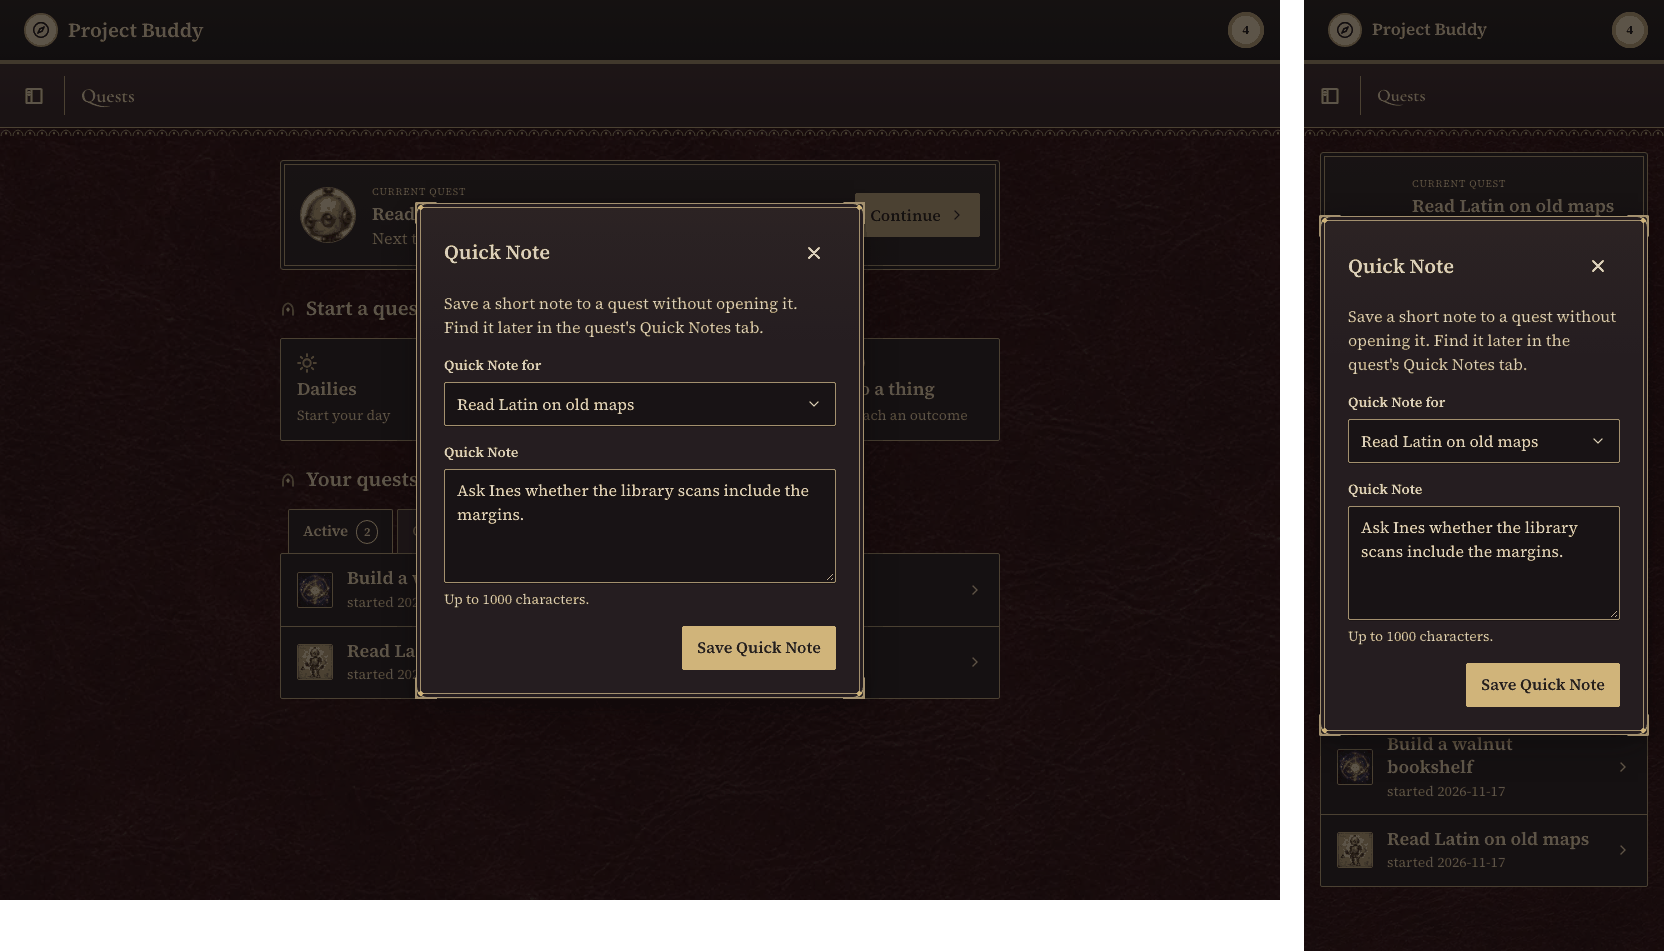 Project Buddy
4
Quests
CURRENT QUEST
Read
Continue
Next t
Quick Note
Save a short note to a quest without opening it.
Find it later in the quest's Quick Notes tab.
Quick Note for
Read Latin on old maps
Quick Note
Ask Ines whether the library scans include the
margins.
Up to 1000 characters.
Save Quick Note
Start a ques
Dailies
Start your day
o a thing
ach an outcome
Your quests
Active 2
Build a w
started 202
Read La
started 202
Project Buddy
4
Quests
CURRENT QUEST
Read Latin on old maps
Quick Note
Save a short note to a quest without
opening it. Find it later in the
quest's Quick Notes tab.
Quick Note for
Read Latin on old maps
Quick Note
Ask Ines whether the library
scans include the margins.
Up to 1000 characters.
Save Quick Note
Build a walnut
bookshelf
started 2026-11-17
Read Latin on old maps
started 2026-11-17